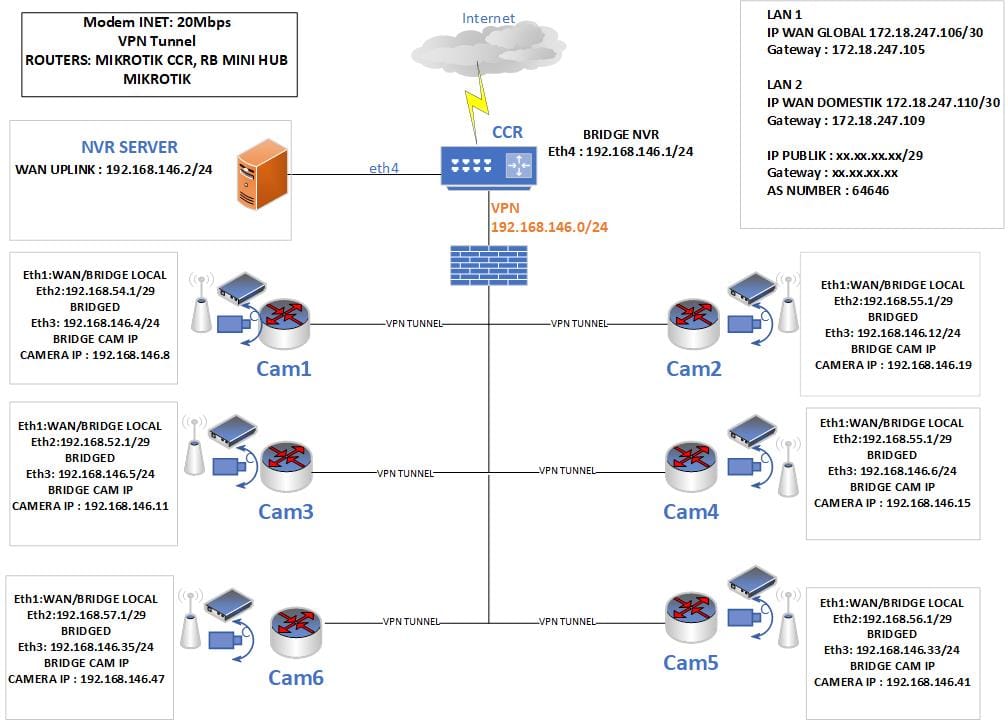 Modem INET: 20Mbps
VPN Tunnel
ROUTERS: MIKROTIK CCR, RB MINI HUB
MIKROTIK
Internet
LAN 1
IP WAN GLOBAL 172.18.247.106/30
Gateway : 172.18.247.105
LAN 2
IP WAN DOMESTIK 172.18.247.110/30
Gateway : 172.18.247.109
IP PUBLIK : xx.xx.xx.xx/29
Gateway : xx.xx.xx.xx
AS NUMBER : 64646
NVR SERVER
WAN UPLINK : 192.168.146.2/24
eth4
CCR
BRIDGE NVR
Eth4 : 192.168.146.1/24
VPN
192.168.146.0/24
Eth1:WAN/BRIDGE LOCAL
Eth2:192.168.54.1/29
BRIDGED
Eth3: 192.168.146.4/24
BRIDGE CAM IP
CAMERA IP : 192.168.146.8
Cam1
VPN TUNNEL
VPN TUNNEL
Cam2
Eth1:WAN/BRIDGE LOCAL
Eth2:192.168.55.1/29
BRIDGED
Eth3: 192.168.146.12/24
BRIDGE CAM IP
CAMERA IP : 192.168.146.19
Eth1:WAN/BRIDGE LOCAL
Eth2:192.168.52.1/29
BRIDGED
Eth3: 192.168.146.5/24
BRIDGE CAM IP
CAMERA IP : 192.168.146.11
Cam3
VPN TUNNEL
VPN TUNNEL
Cam4
Eth1:WAN/BRIDGE LOCAL
Eth2:192.168.55.1/29
BRIDGED
Eth3: 192.168.146.6/24
BRIDGE CAM IP
CAMERA IP : 192.168.146.15
Eth1:WAN/BRIDGE LOCAL
Eth2:192.168.57.1/29
BRIDGED
Eth3: 192.168.146.35/24
BRIDGE CAM IP
CAMERA IP : 192.168.146.47
Cam6
VPN TUNNEL
VPN TUNNEL
Cam5
Eth1:WAN/BRIDGE LOCAL
Eth2:192.168.56.1/29
BRIDGED
Eth3: 192.168.146.33/24
BRIDGE CAM IP
CAMERA IP : 192.168.146.41